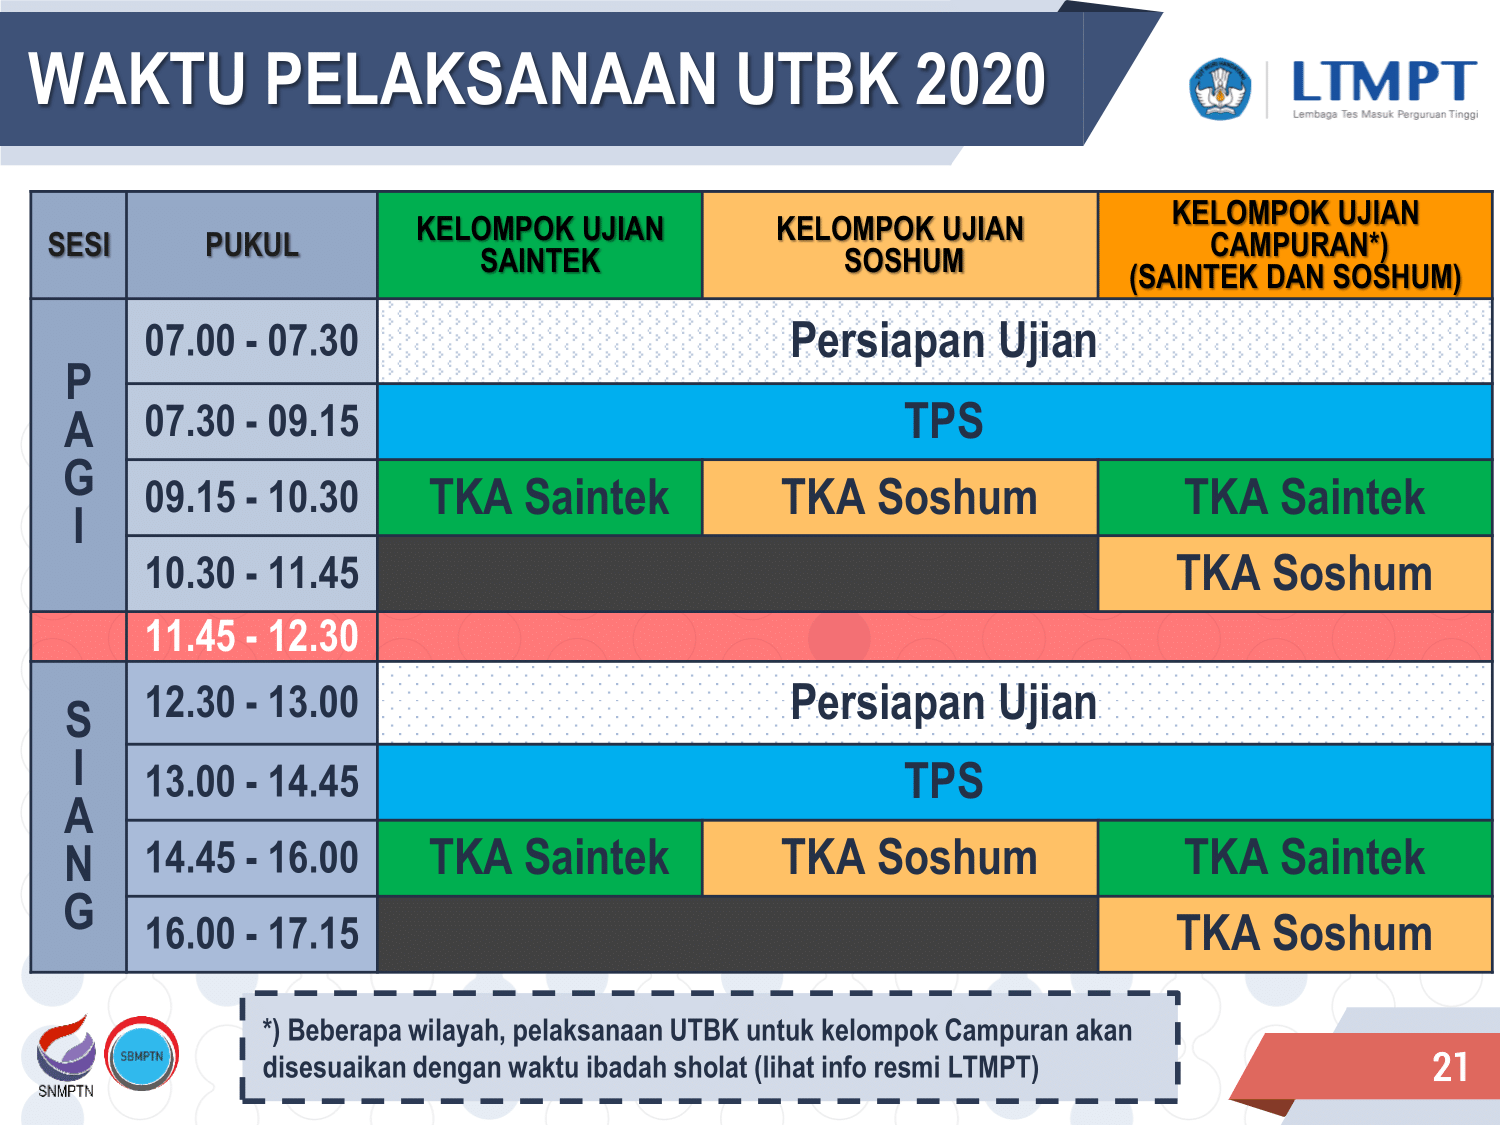 WAKTU PELAKSANAAN UTBK 2020
LTMPT
Lembaga Tes Masuk Perguruan Tinggi
SESI
PUKUL
KELOMPOK UJIAN
SAINTEK
KELOMPOK UJIAN
SOSHUM
KELOMPOK UJIAN
CAMPURAN*)
(SAINTEK DAN SOSHUM)
PAGI
07.00 - 07.30
Persiapan Ujian
07.30 - 09.15
TPS
09.15 - 10.30
TKA Saintek
TKA Soshum
TKA Saintek
10.30 - 11.45
TKA Soshum
11.45 - 12.30
SIANG
12.30 - 13.00
Persiapan Ujian
13.00 - 14.45
TPS
14.45 - 16.00
TKA Saintek
TKA Soshum
TKA Saintek
16.00 - 17.15
TKA Soshum
SNMPTN
SBMPTN
*) Beberapa wilayah, pelaksanaan UTBK untuk kelompok Campuran akan
disesuaikan dengan waktu ibadah sholat (lihat info resmi LTMPT)
21